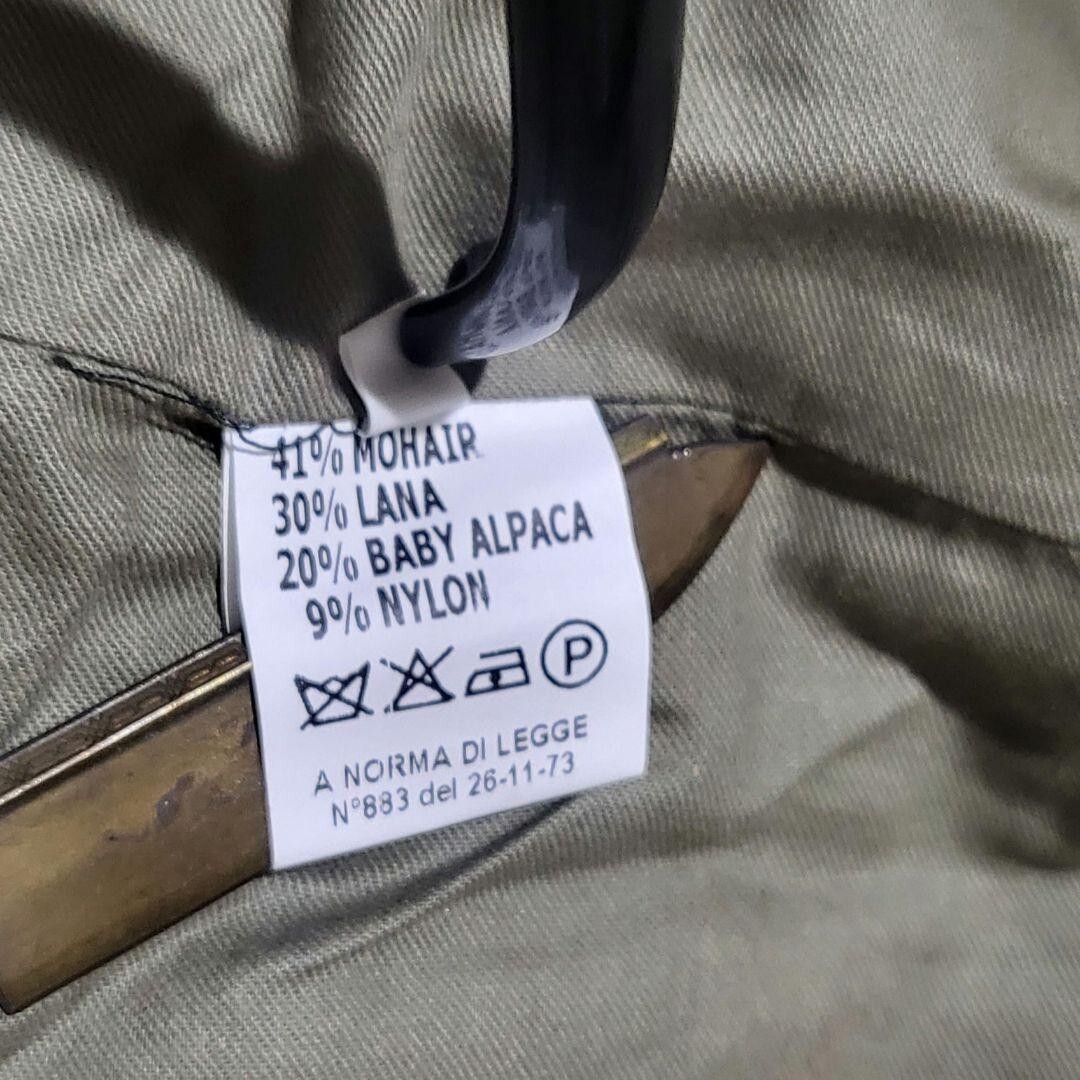 41% MOHAIR
30% LANA
20% BABY ALPACA
9% NYLON
P
A NORMA DI LEGGE
N°883 del 26-11-73